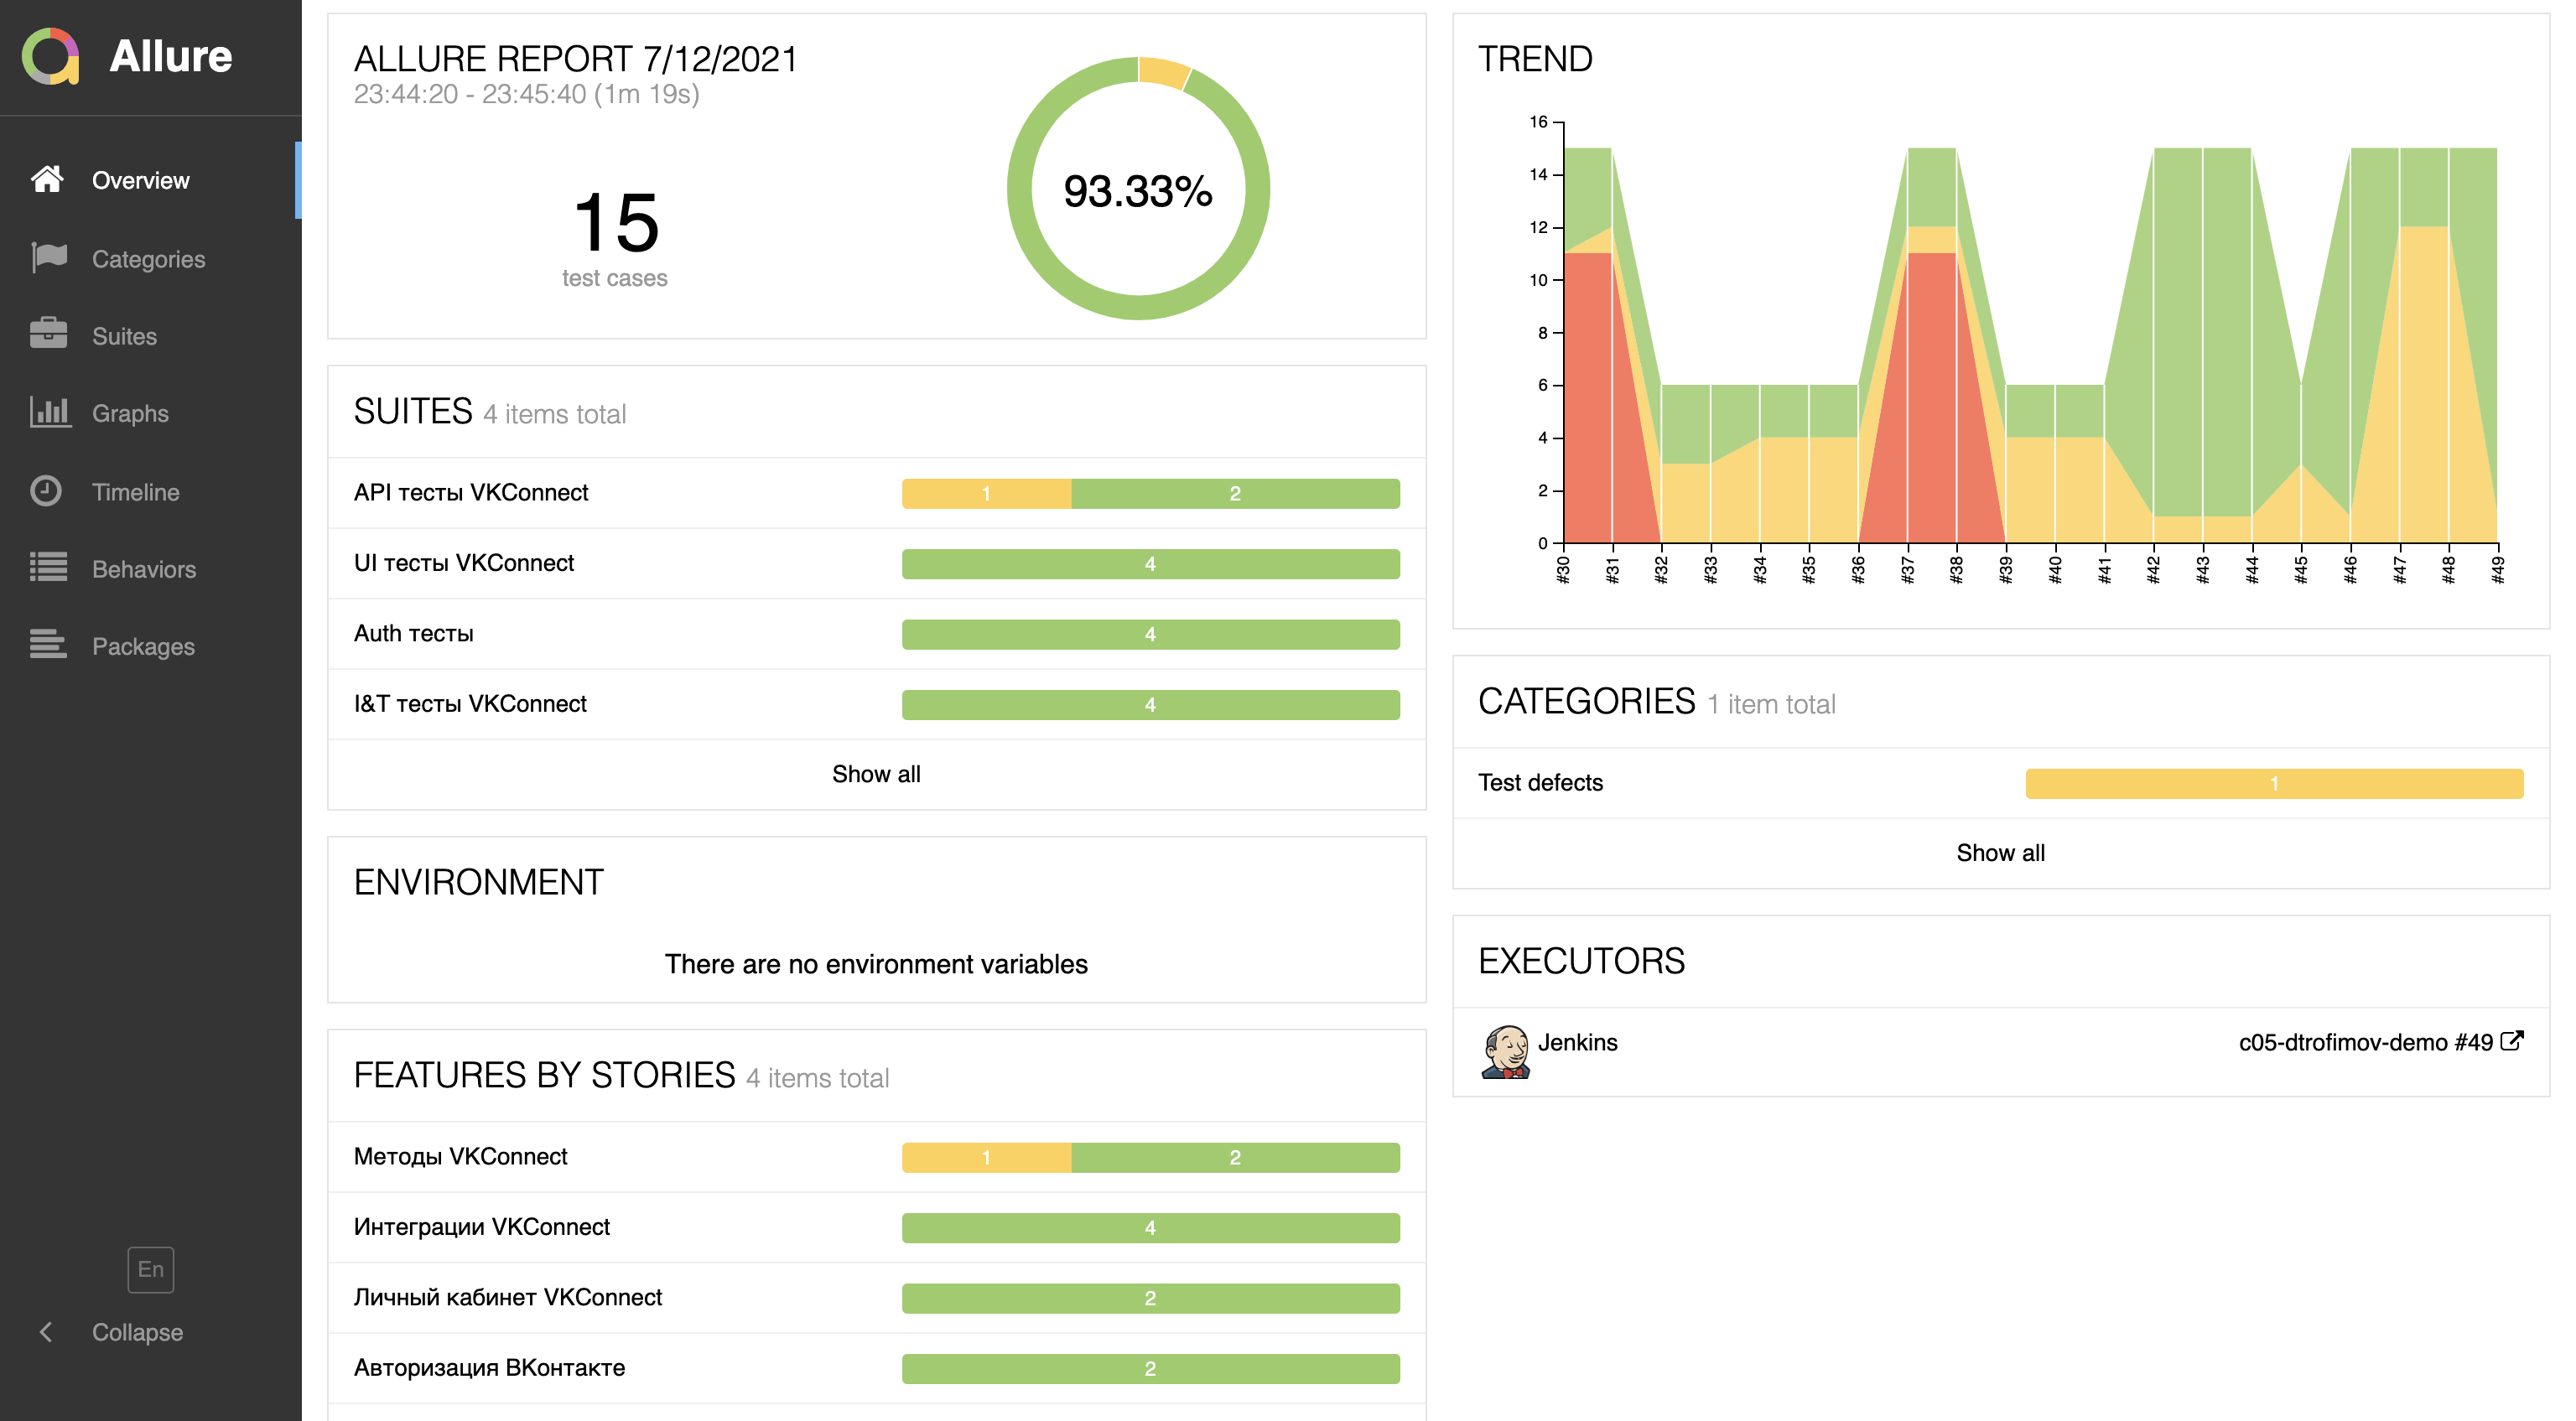 Allure
Overview
Categories
Suites
Graphs
Timeline
Behaviors
Packages
En
Collapse
ALLURE REPORT 7/12/2021
23:44:20 - 23:45:40 (1m 19s)
15
test cases
93.33%
SUITES 4 items total
API тесты VKConnect 1 2
UI тесты VKConnect 4
Auth тесты 4
I&T тесты VKConnect 4
Show all
ENVIRONMENT
There are no environment variables
FEATURES BY STORIES 4 items total
Методы VKConnect 1 2
Интеграции VKConnect 4
Личный кабинет VKConnect 2
Авторизация ВКонтакте 2
TREND
16
14
12
10
8
6
4
2
0
#30 #31 #32 #33 #34 #35 #36 #37 #38 #39 #40 #41 #42 #43 #44 #45 #46 #47 #48 #49
CATEGORIES 1 item total
Test defects 1
Show all
EXECUTORS
Jenkins c05-dtrofimov-demo #49